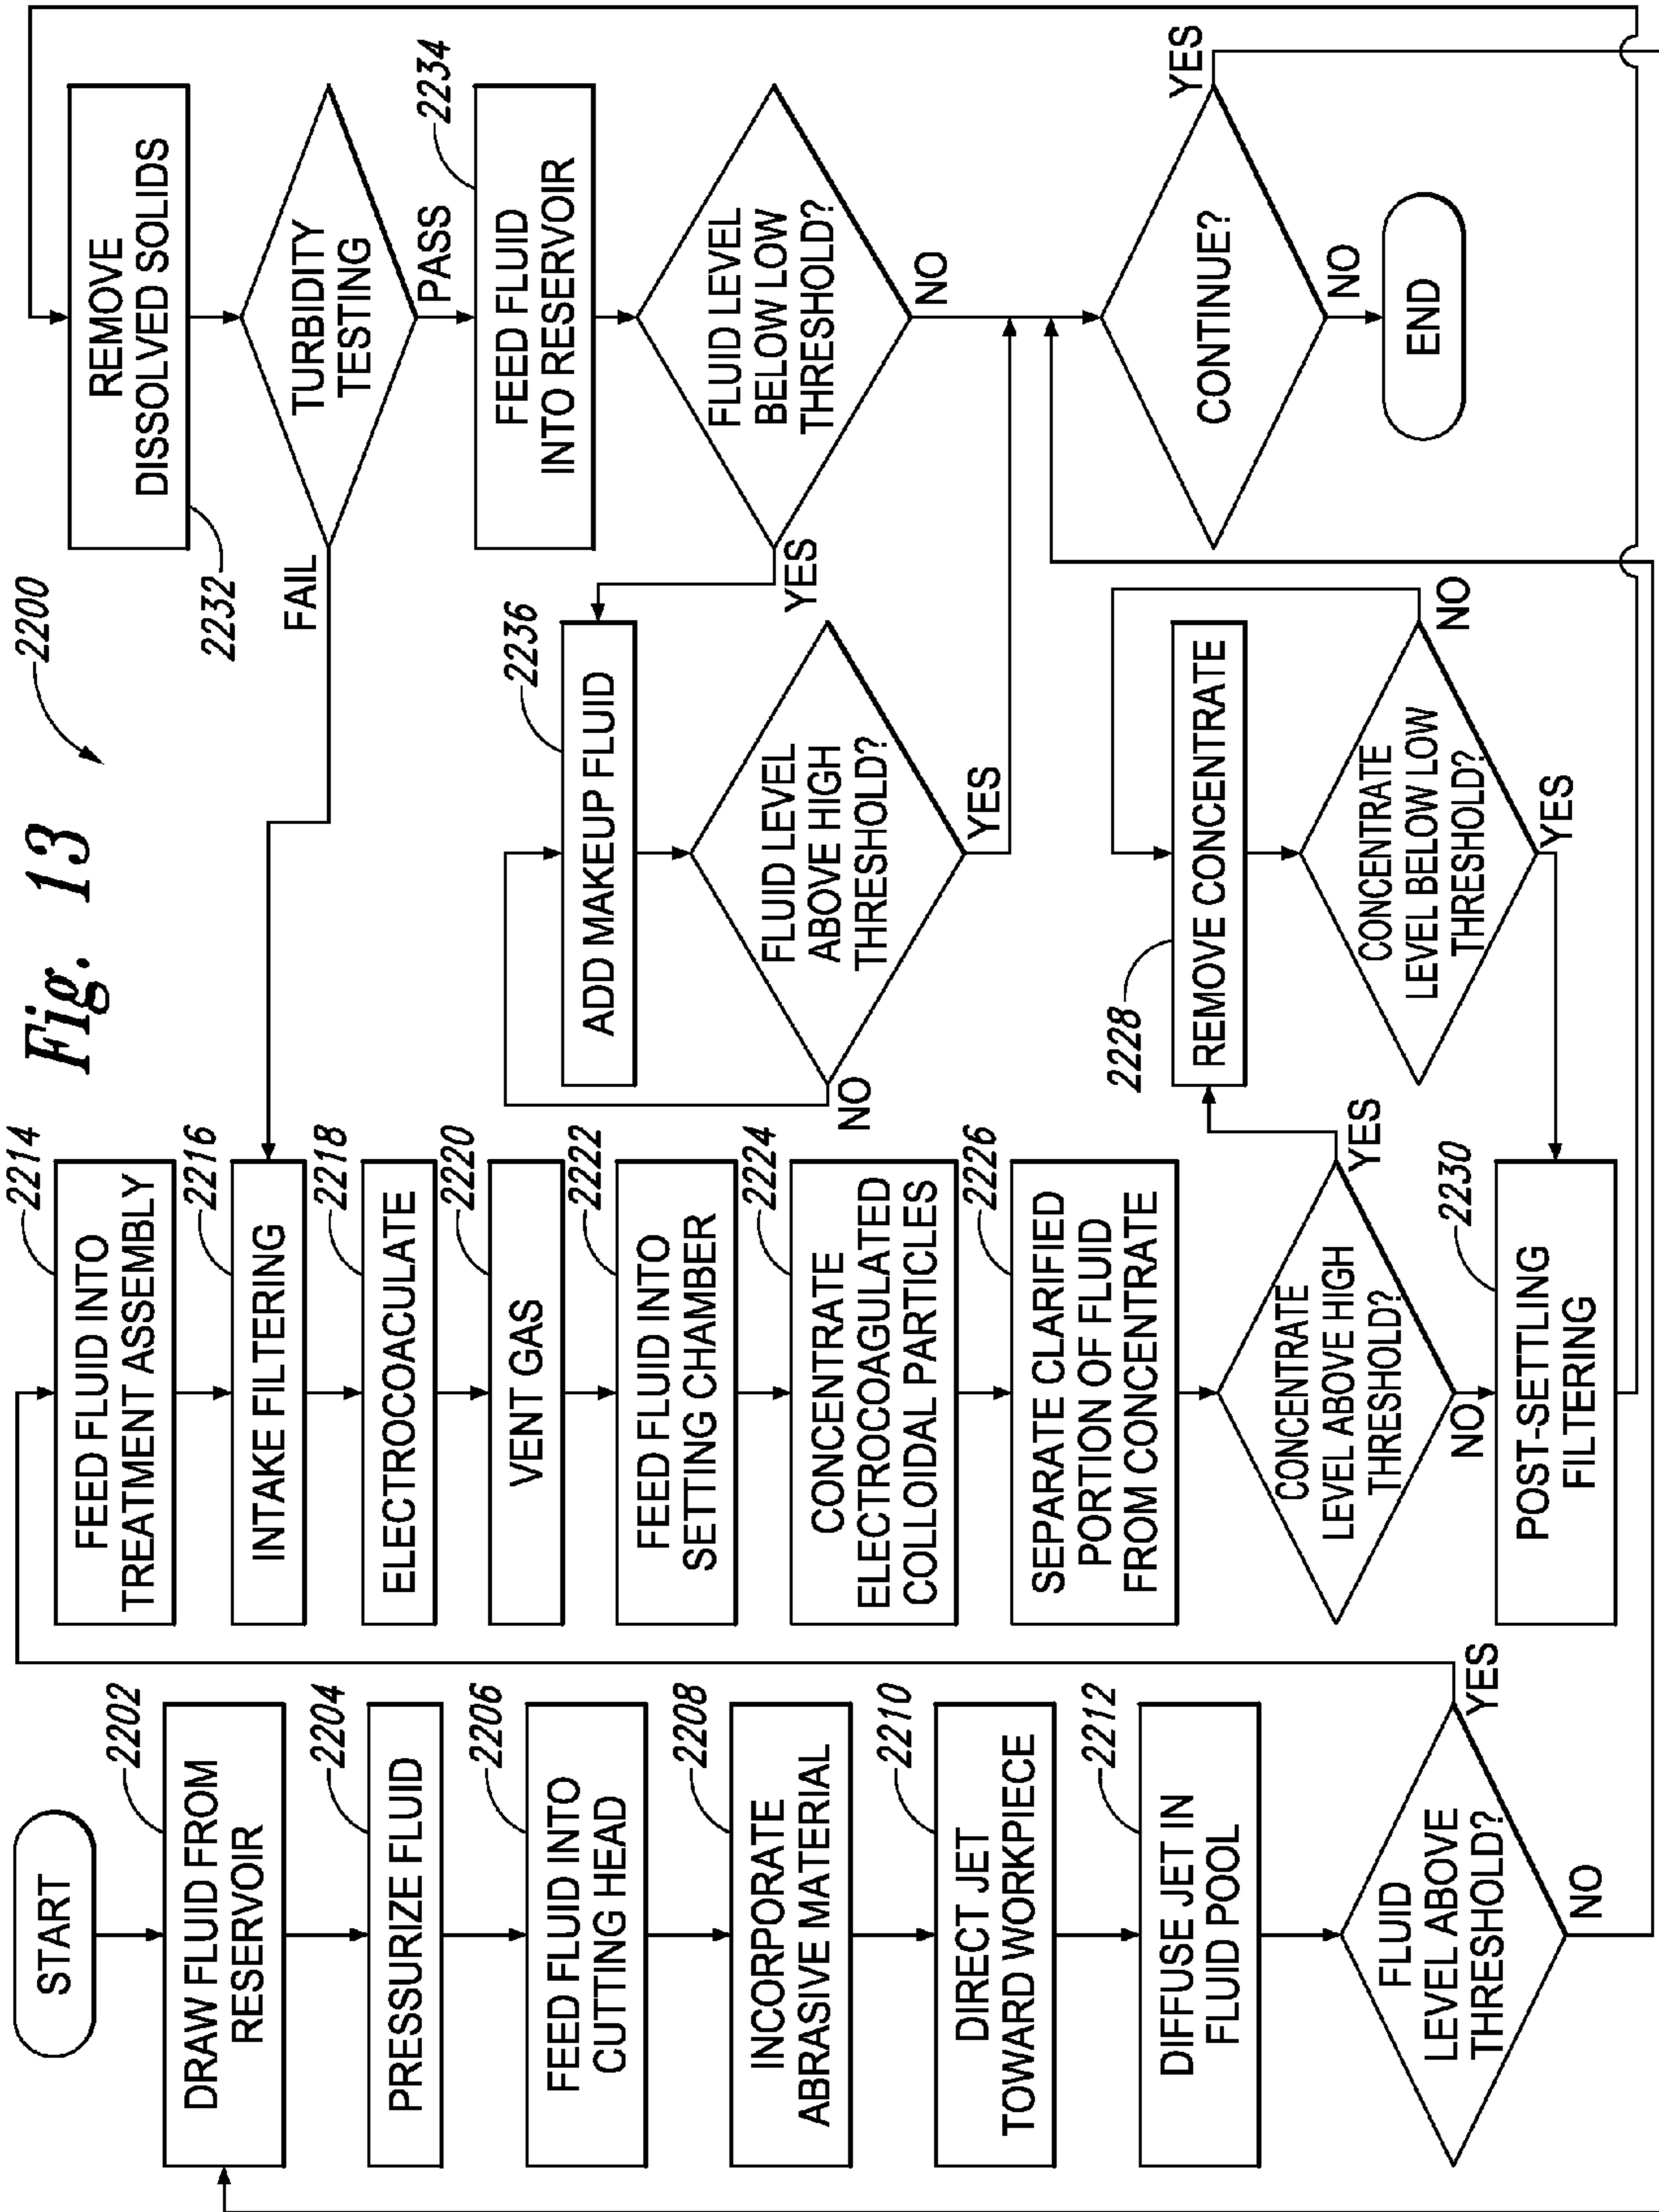 Fig. 13
2200
START
DRAW FLUID FROM
RESERVOIR
2202
PRESSURIZE FLUID
2204
FEED FLUID INTO
CUTTING HEAD
2206
INCORPORATE
ABRASIVE MATERIAL
2208
DIRECT JET
TOWARD WORKPIECE
2210
DIFFUSE JET IN
FLUID POOL
2212
FLUID
LEVEL ABOVE
THRESHOLD?
YES
NO
FEED FLUID INTO
TREATMENT ASSEMBLY
2214
INTAKE FILTERING
2216
ELECTROCOACULATE
2218
VENT GAS
2220
FEED FLUID INTO
SETTING CHAMBER
2222
CONCENTRATE
ELECTROCOAGULATED
COLLOIDAL PARTICLES
2224
SEPARATE CLARIFIED
PORTION OF FLUID
FROM CONCENTRATE
2226
CONCENTRATE
LEVEL ABOVE HIGH
THRESHOLD?
YES
NO
POST-SETTLING
FILTERING
2230
REMOVE CONCENTRATE
2228
CONCENTRATE
LEVEL BELOW LOW
THRESHOLD?
NO
YES
REMOVE
DISSOLVED SOLIDS
2232
TURBIDITY
TESTING
FAIL
PASS
FEED FLUID
INTO RESERVOIR
2234
FLUID LEVEL
BELOW LOW
THRESHOLD?
YES
NO
ADD MAKEUP FLUID
2236
FLUID LEVEL
ABOVE HIGH
THRESHOLD?
NO
YES
CONTINUE?
YES
NO
END